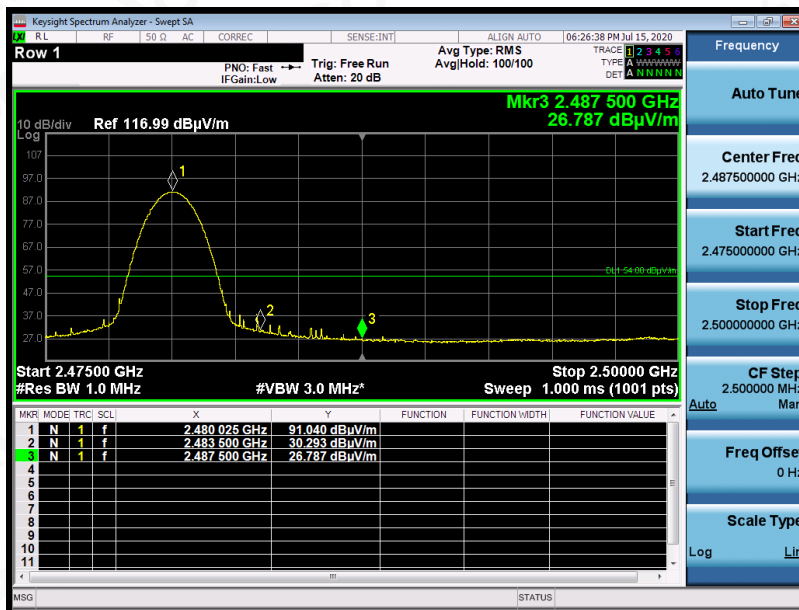 Keysight Spectrum Analyzer - Swept SA
LXI RL RF 50 Ω AC CORREC SENSE:INT ALIGN AUTO 06:26:38 PM Jul 15, 2020
Row 1
PNO: Fast
IFGain:Low
Trig: Free Run
Atten: 20 dB
Avg Type: RMS
Avg|Hold: 100/100
TRACE 1 2 3 4 5 6
TYPE A WWWWW
DET A N N N N N
Mkr3 2.487 500 GHz
26.787 dBµV/m
10 dB/div Ref 116.99 dBµV/m
Log
107
97.0
87.0
77.0
67.0
57.0
47.0
37.0
27.0
1
2
3
DL1 54.00 dBµV/m
Start 2.47500 GHz Stop 2.50000 GHz
#Res BW 1.0 MHz #VBW 3.0 MHz* Sweep 1.000 ms (1001 pts)
MKR MODE TRC SCL X Y FUNCTION FUNCTION WIDTH FUNCTION VALUE
1 N 1 f 2.480 025 GHz 91.040 dBµV/m
2 N 1 f 2.483 500 GHz 30.293 dBµV/m
3 N 1 f 2.487 500 GHz 26.787 dBµV/m
4
5
6
7
8
9
10
11
MSG STATUS
Frequency
Auto Tune
Center Freq
2.487500000 GHz
Start Freq
2.475000000 GHz
Stop Freq
2.500000000 GHz
CF Step
2.500000 MHz
Auto Man
Freq Offset
0 Hz
Scale Type
Log Lin